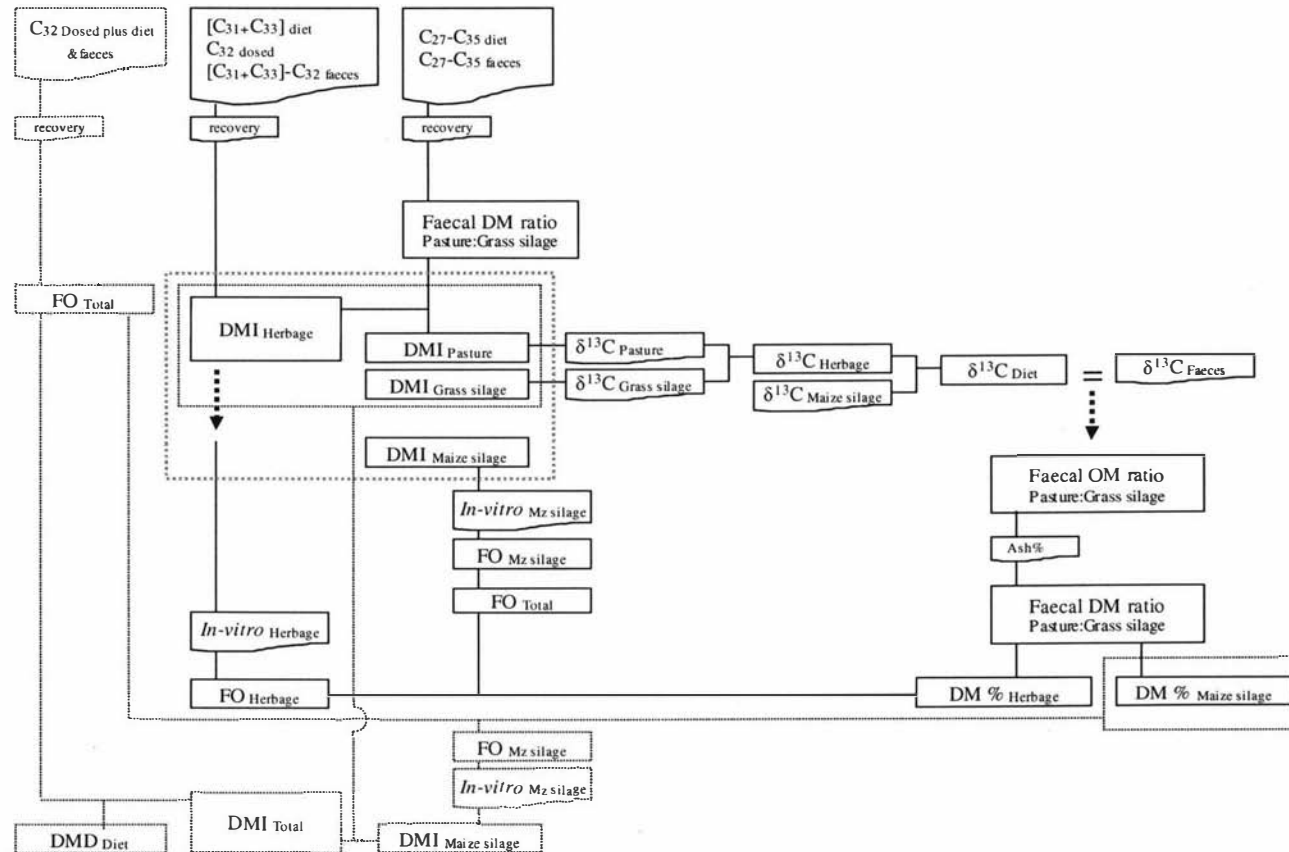 C32 Dosed plus diet
& faeces
[C31+C33] diet
C32 dosed
[C31+C33]-C32 faeces
C27-C35 diet
C27-C35 faeces
recovery
recovery
recovery
Faecal DM ratio
Pasture:Grass silage
FO Total
DMI Herbage
DMI Pasture
δ13C Pasture
δ13C Herbage
δ13C Diet
=
δ13C Faeces
DMI Grass silage
δ13C Grass silage
δ13C Maize silage
DMI Maize silage
Faecal OM ratio
Pasture:Grass silage
In-vitro Mz silage
Ash%
FO Mz silage
FO Total
Faecal DM ratio
Pasture:Grass silage
In-vitro Herbage
FO Herbage
DM % Herbage
DM % Maize silage
FO Mz silage
In-vitro Mz silage
DMI Total
DMD Diet
DMI Maize silage